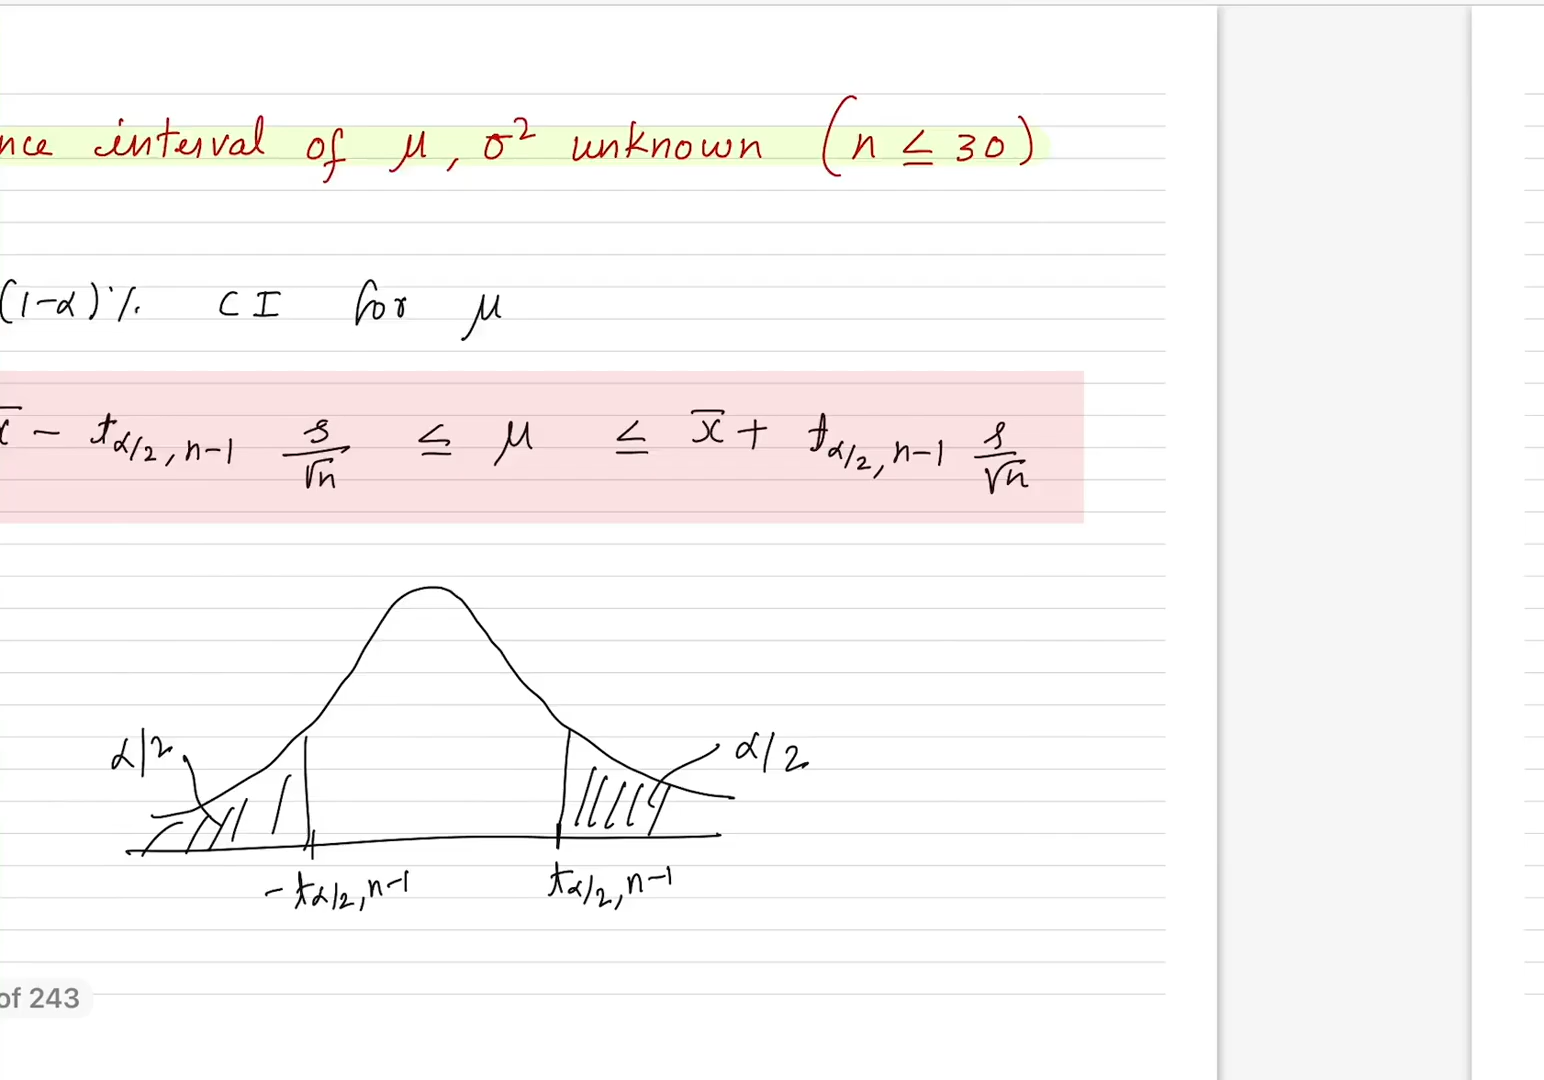 nce interval of μ, σ² unknown (n ≤ 30)
(1-α)% CI for μ
x̄ - t_{α/2, n-1} s/√n ≤ μ ≤ x̄ + t_{α/2, n-1} s/√n
α/2 α/2
-t_{α/2, n-1} t_{α/2, n-1}
of 243